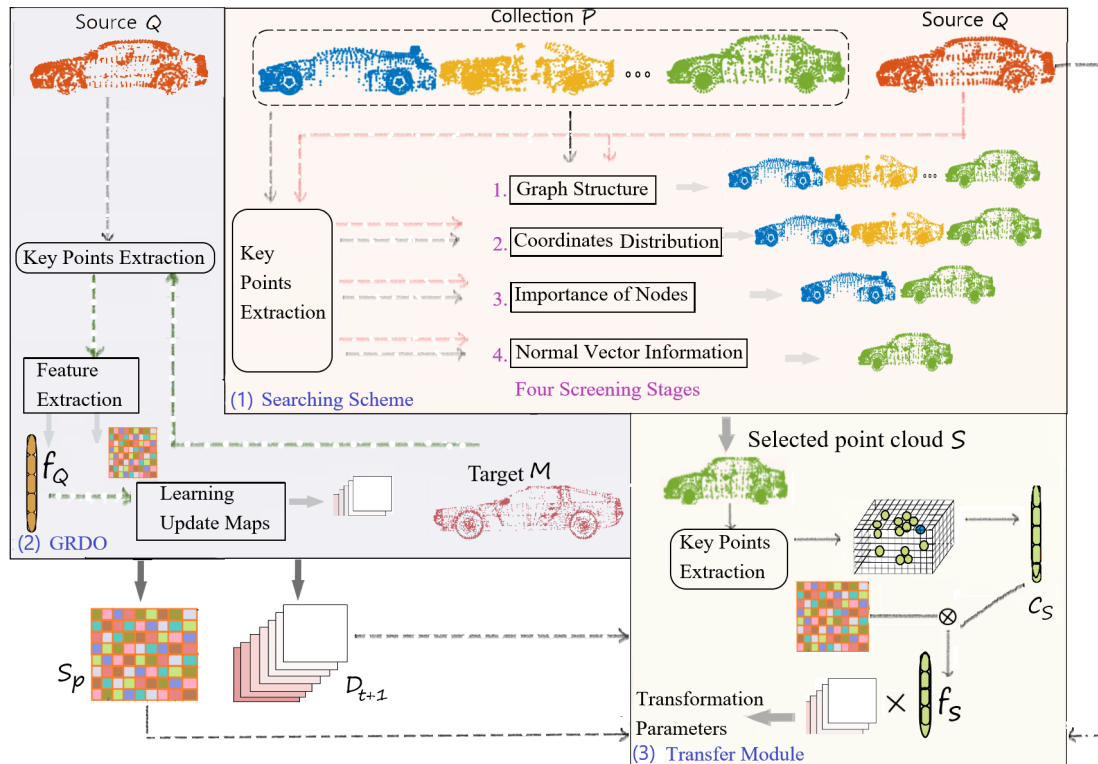 Source Q
Collection P
Source Q
Key Points Extraction
Feature
Extraction
f_Q
Learning
Update Maps
Target M
(2) GRDO
Key
Points
Extraction
1. Graph Structure
2. Coordinates Distribution
3. Importance of Nodes
4. Normal Vector Information
Four Screening Stages
(1) Searching Scheme
S_p
D_{t+1}
Selected point cloud S
Key Points
Extraction
C_S
f_S
Transformation
Parameters
(3) Transfer Module